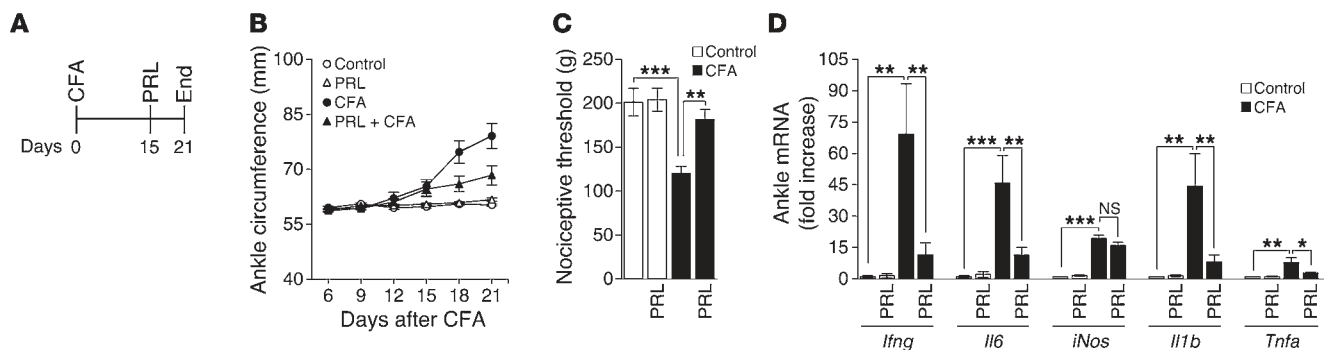 A
CFA
PRL
End
Days 0 15 21
B
Ankle circumference (mm)
100
85
70
55
40
Control
PRL
CFA
PRL + CFA
6 9 12 15 18 21
Days after CFA
C
Nociceptive threshold (g)
250
200
150
100
50
0
Control
CFA
*** **
PRL PRL
D
Ankle mRNA
(fold increase)
105
90
75
60
45
30
15
0
Control
CFA
** **
*** **
*** NS
** **
** *
PRL PRL PRL PRL PRL PRL PRL PRL PRL PRL
Ifng Il6 iNos Il1b Tnfa